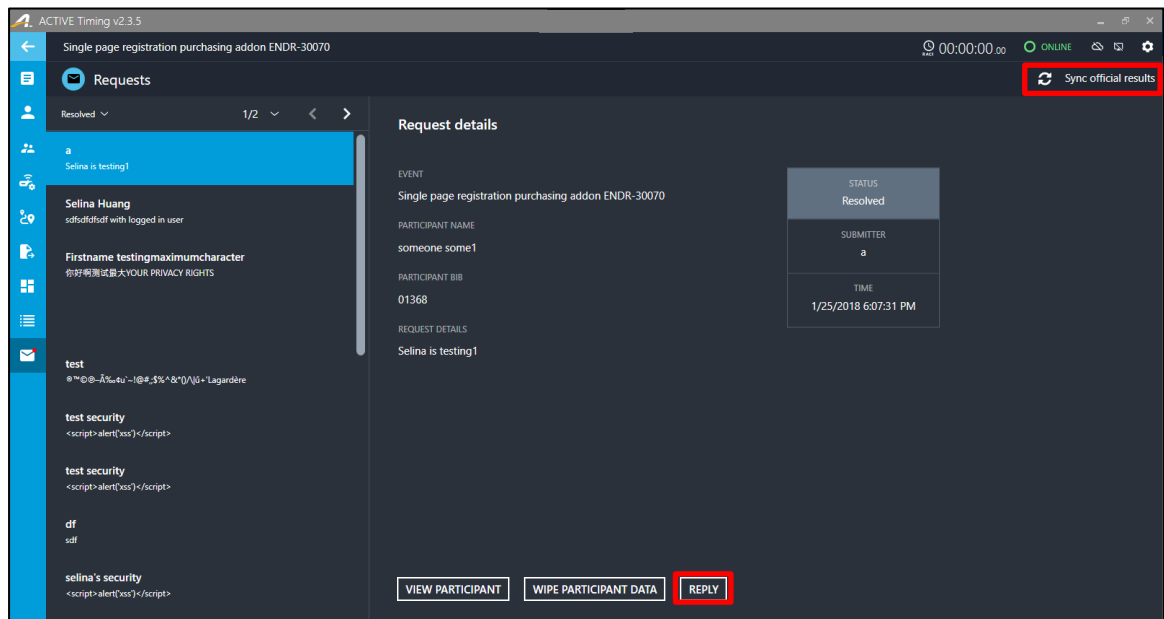 ACTIVE Timing v2.3.5
Single page registration purchasing addon ENDR-30070
RACE 00:00:00.00 ONLINE
Requests
Sync official results
Resolved 1/2
a
Selina is testing1
Selina Huang
sdfsdfdfsdf with logged in user
Firstname testingmaximumcharacter
你好啊测试最大YOUR PRIVACY RIGHTS
test
test security
<script>alert('xss')</script>
test security
<script>alert('xss')</script>
df
sdf
selina's security
<script>alert('xss')</script>
Request details
EVENT
Single page registration purchasing addon ENDR-30070
PARTICIPANT NAME
someone some1
PARTICIPANT BIB
01368
REQUEST DETAILS
Selina is testing1
STATUS
Resolved
SUBMITTER
a
TIME
1/25/2018 6:07:31 PM
VIEW PARTICIPANT
WIPE PARTICIPANT DATA
REPLY